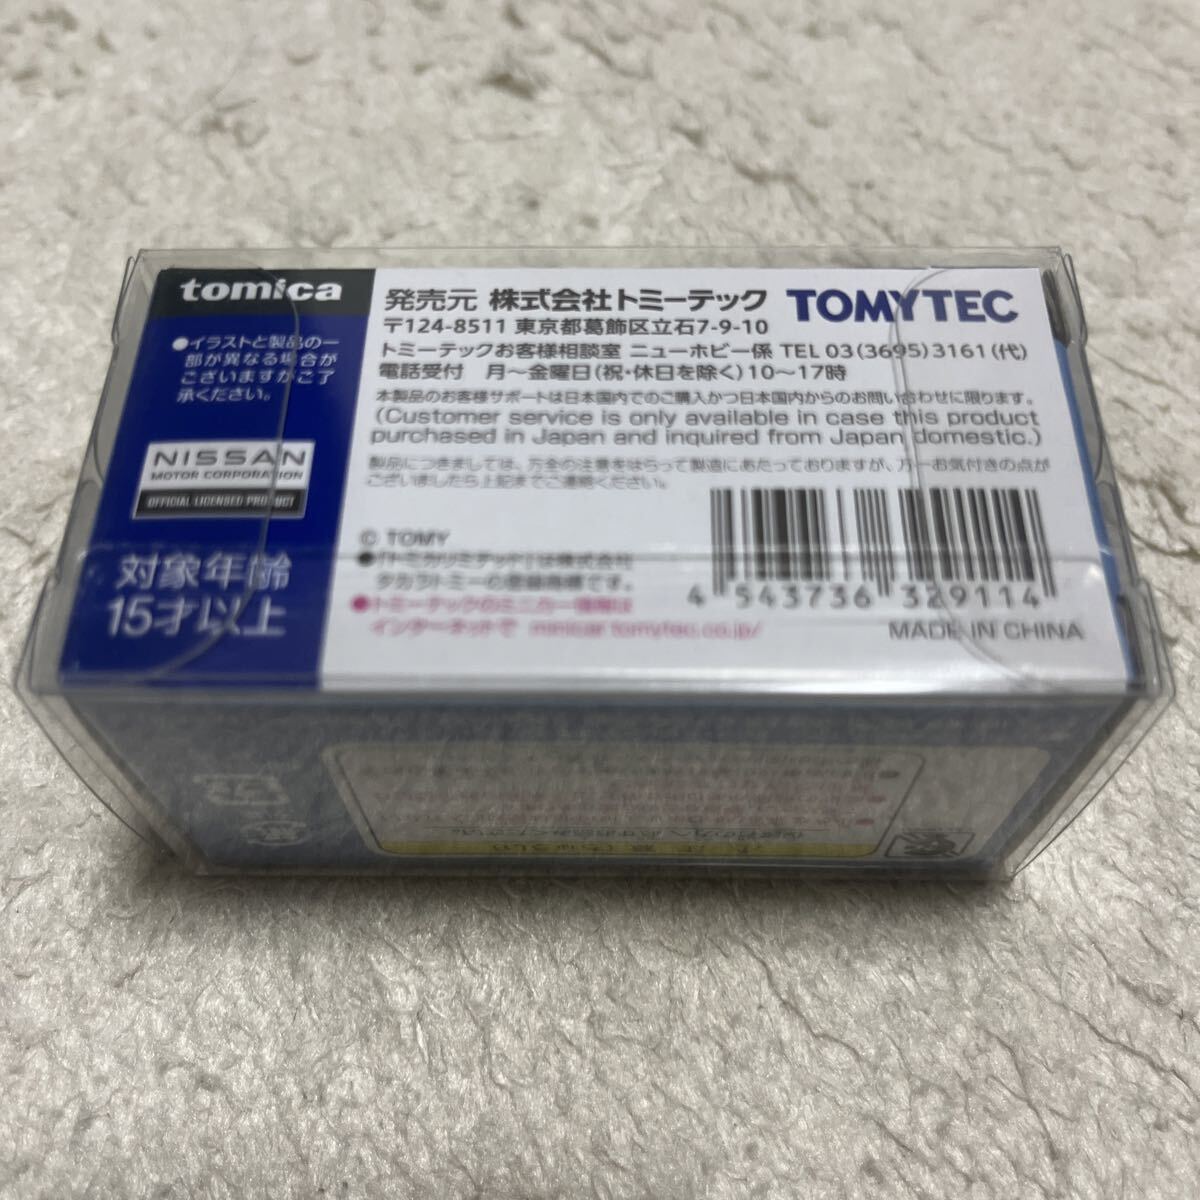 tomica
●イラストと製品の一
部が異なる場合が
ございますがご了
承ください。
NISSAN
MOTOR CORPORATION
OFFICIAL LICENSED PRODUCT
対象年齢
15才以上
発売元 株式会社トミーテック TOMYTEC
〒124-8511 東京都葛飾区立石7-9-10
トミーテックお客様相談室 ニューホビー係 TEL 03(3695)3161(代)
電話受付 月～金曜日(祝・休日を除く)10～17時
本製品のお客様サポートは日本国内でのご購入かつ日本国内からのお問い合わせに限ります。
(Customer service is only available in case this product
purchased in Japan and inquired from Japan domestic.)
製品につきましては、万全の注意をはらって製造にあたっておりますが、万一お気付きの点が
ございましたら上記までご連絡ください。
© TOMY
●「トミカリミテッド」は株式会社
タカラトミーの登録商標です。
●トミーテックのミニカー情報は
インターネットで minicar.tomytec.co.jp/
4 543736 329114
MADE IN CHINA